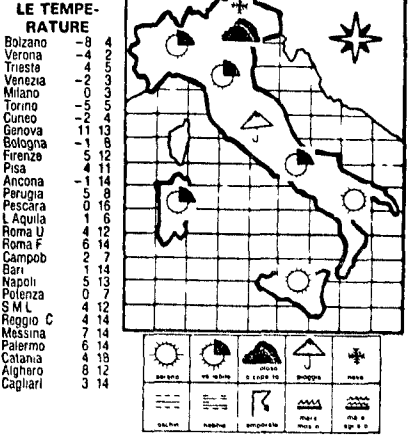 LE TEMPE-
RATURE
Bolzano -8 4
Verona -4 2
Trieste 4 5
Venezia -2 3
Milano 0 3
Torino -5 5
Cuneo -2 4
Genova 11 13
Bologna -1 8
Firenze 5 12
Pisa 4 11
Ancona -1 14
Perugia 5 8
Pescara 0 16
L Aquila 1 6
Roma U 4 12
Roma F 6 14
Campob 2 7
Bari 1 14
Napoli 5 13
Potenza 0 7
S M L 4 12
Reggio C 4 14
Messina 7 14
Palermo 6 14
Catania 4 18
Alghero 8 12
Cagliari 3 14
sereno
pioggia neve
nebbia temporale